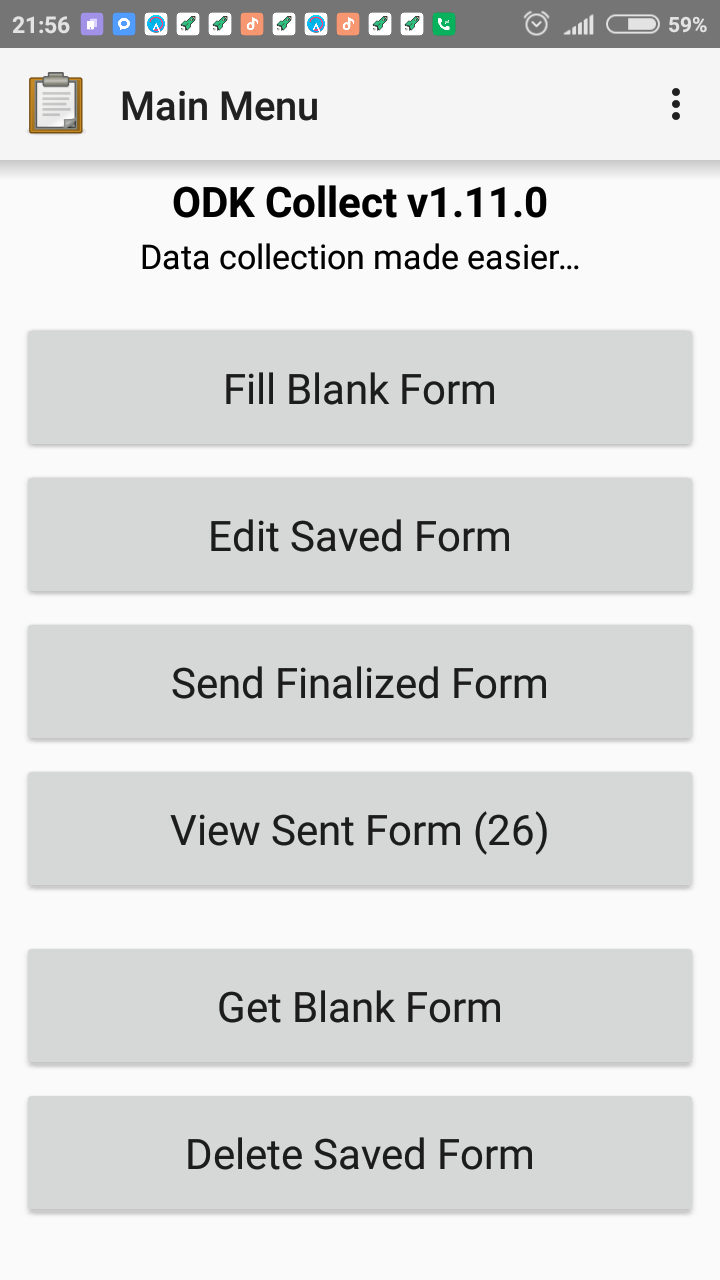 21:56
59%
Main Menu
ODK Collect v1.11.0
Data collection made easier...
Fill Blank Form
Edit Saved Form
Send Finalized Form
View Sent Form (26)
Get Blank Form
Delete Saved Form